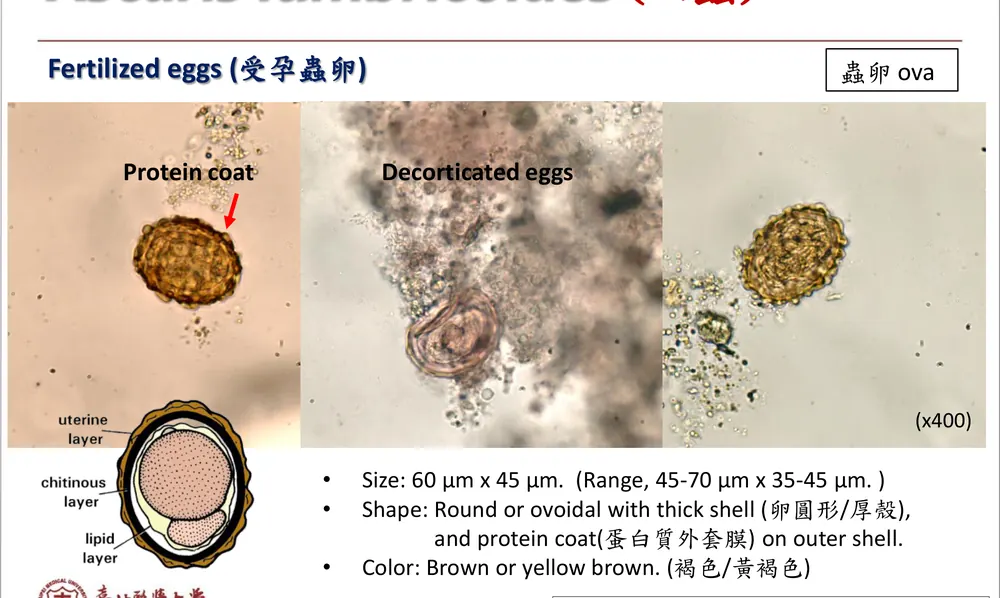 Fertilized eggs (受孕蟲卵)
蟲卵 ova
Protein coat
Decorticated eggs
(x400)
uterine
layer
chitinous
layer
lipid
layer
• Size: 60 μm x 45 μm. (Range, 45-70 μm x 35-45 μm. )
• Shape: Round or ovoidal with thick shell (卵圓形/厚殼),
and protein coat(蛋白質外套膜) on outer shell.
• Color: Brown or yellow brown. (褐色/黃褐色)